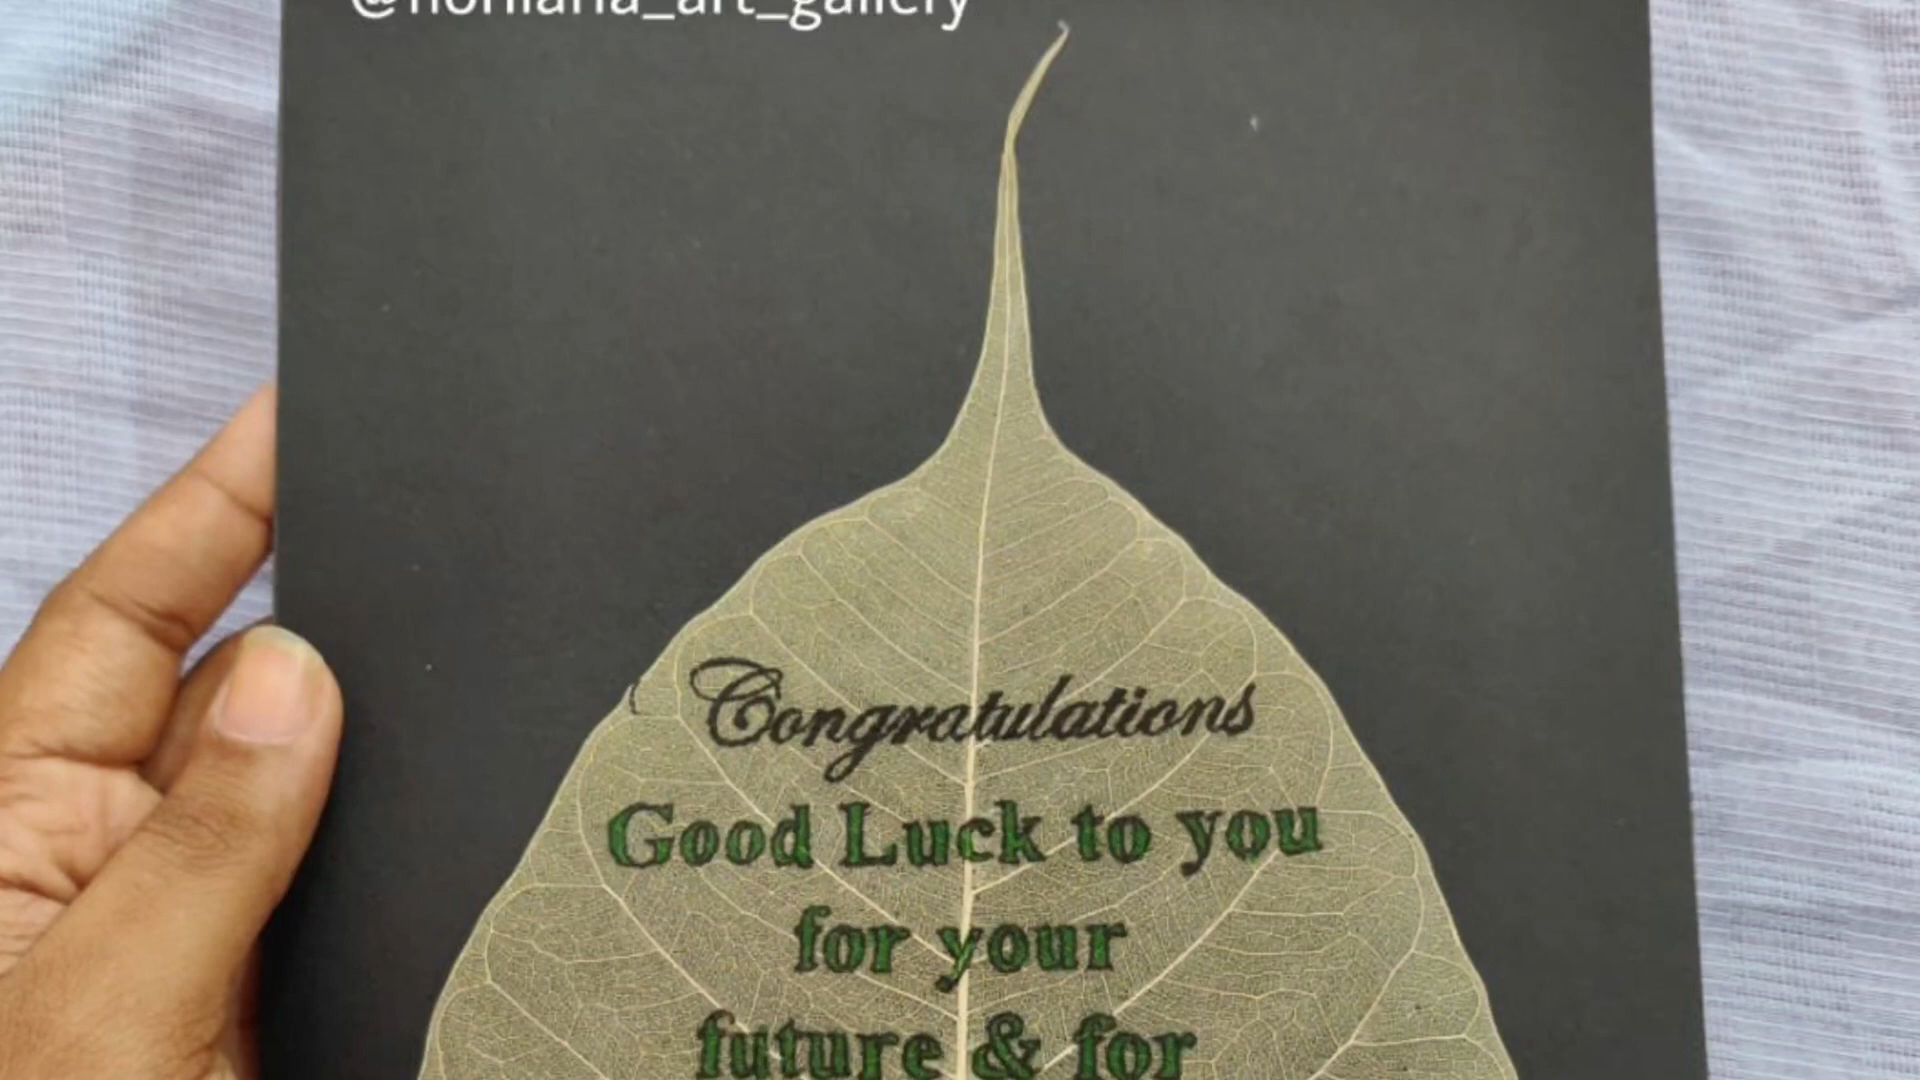 Congratulations
Good Luck to you
for your
future & for